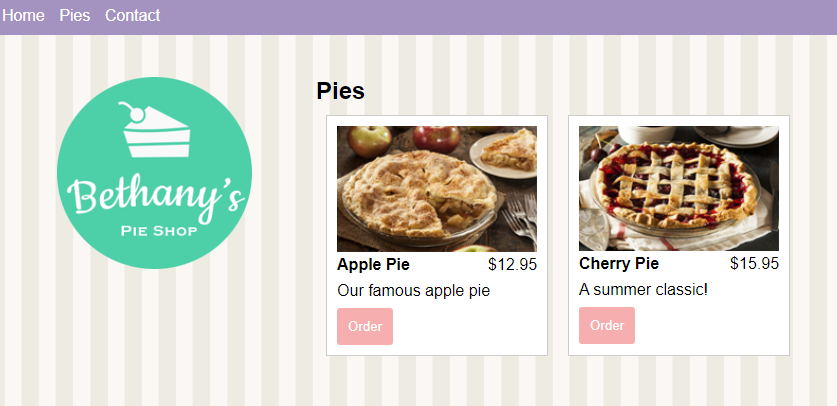 Home Pies Contact
Bethany's
PIE SHOP
Pies
Apple Pie $12.95
Our famous apple pie
Order
Cherry Pie $15.95
A summer classic!
Order